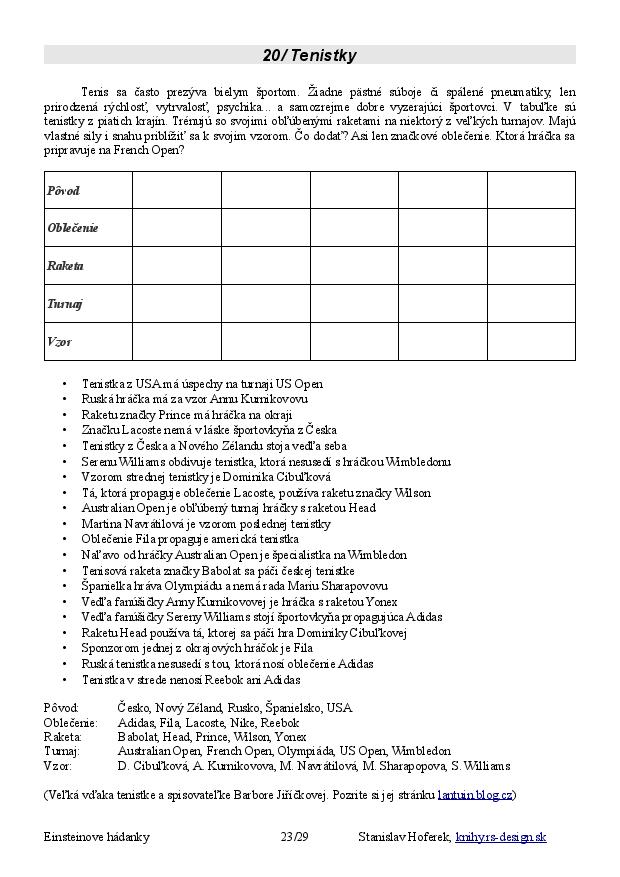 20/ Tenistky
Tenis sa často prezýva bielym športom. Žiadne pästné súboje či spálené pneumatiky, len
prirodzená rýchlosť, vytrvalosť, psychika... a samozrejme dobre vyzerajúci športovci. V tabuľke sú
tenistky z piatich krajín. Trénujú so svojimi obľúbenými raketami na niektorý z veľkých turnajov. Majú
vlastné sily i snahu priblížiť sa k svojim vzorom. Čo dodať? Asi len značkové oblečenie. Ktorá hráčka sa
pripravuje na French Open?
Pôvod
Oblečenie
Raketa
Turnaj
Vzor
• Tenistka z USA má úspechy na turnaji US Open
• Ruská hráčka má za vzor Annu Kurnikovovu
• Raketu značky Prince má hráčka na okraji
• Značku Lacoste nemá v láske športovkyňa z Česka
• Tenistky z Česka a Nového Zélandu stoja vedľa seba
• Serenu Williams obdivuje tenistka, ktorá nesusedí s hráčkou Wimbledonu
• Vzorom strednej tenistky je Dominika Cibuľková
• Tá, ktorá propaguje oblečenie Lacoste, používa raketu značky Wilson
• Australian Open je obľúbený turnaj hráčky s raketou Head
• Martina Navrátilová je vzorom poslednej tenistky
• Oblečenie Fila propaguje americká tenistka
• Naľavo od hráčky Australian Open je špecialistka na Wimbledon
• Tenisová raketa značky Babolat sa páči českej tenistke
• Španielka hráva Olympiádu a nemá rada Mariu Sharapovovu
• Vedľa fanúšičky Anny Kurnikovovej je hráčka s raketou Yonex
• Vedľa fanúšičky Sereny Williams stojí športovkyňa propagujúca Adidas
• Raketu Head používa tá, ktorej sa páči hra Dominiky Cibuľkovej
• Sponzorom jednej z okrajových hráčok je Fila
• Ruská tenistka nesusedí s tou, ktorá nosí oblečenie Adidas
• Tenistka v strede nenosí Reebok ani Adidas
Pôvod: Česko, Nový Zéland, Rusko, Španielsko, USA
Oblečenie: Adidas, Fila, Lacoste, Nike, Reebok
Raketa: Babolat, Head, Prince, Wilson, Yonex
Turnaj: Australian Open, French Open, Olympiáda, US Open, Wimbledon
Vzor: D. Cibuľková, A. Kurnikovova, M. Navrátilová, M. Sharapopova, S. Williams
(Veľká vďaka tenistke a spisovateľke Barbore Jiříčkovej. Pozrite si jej stránku lantuin.blog.cz)
Einsteinove hádanky 23/29 Stanislav Hoferek, knihy.rs-design.sk